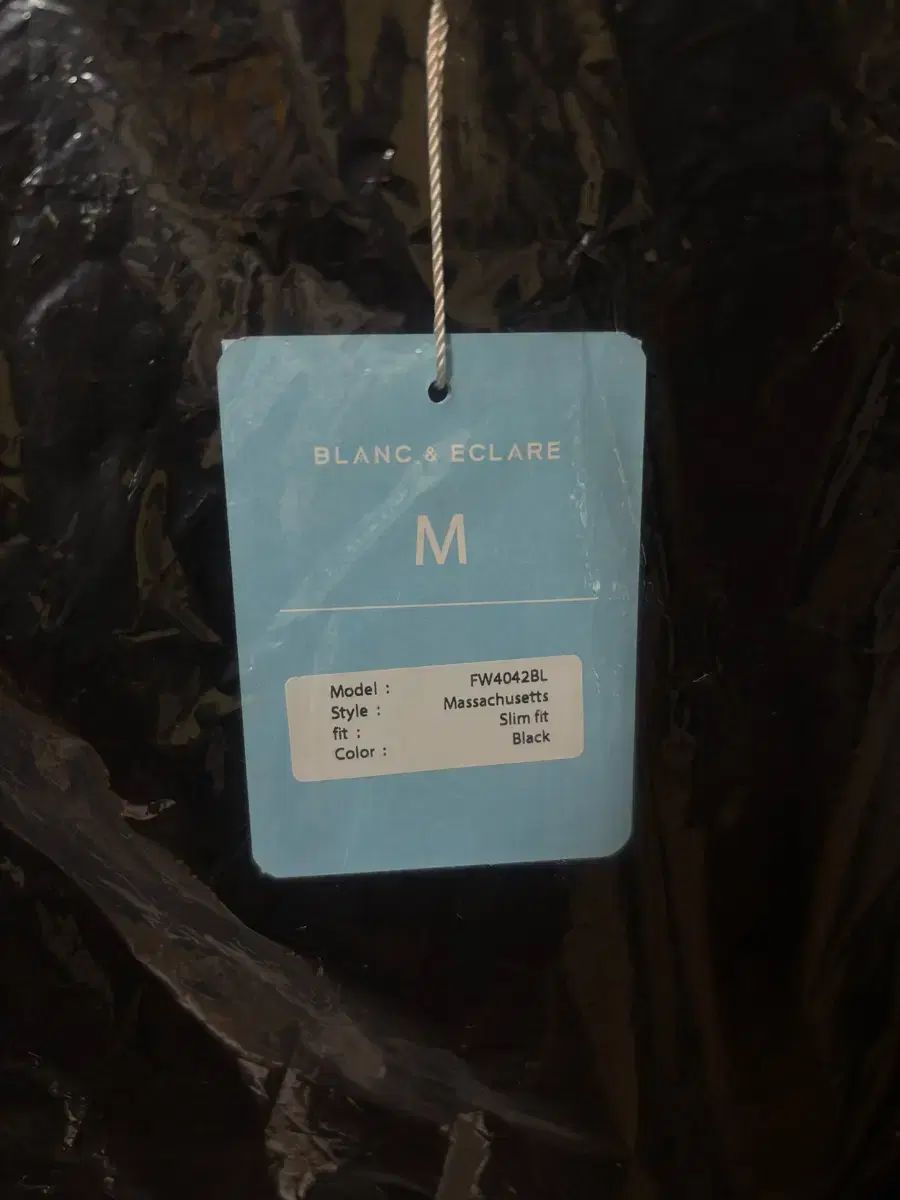 BLANC & ECLARE
M
Model : FW4042BL
Style : Massachusetts
fit : Slim fit
Color : Black